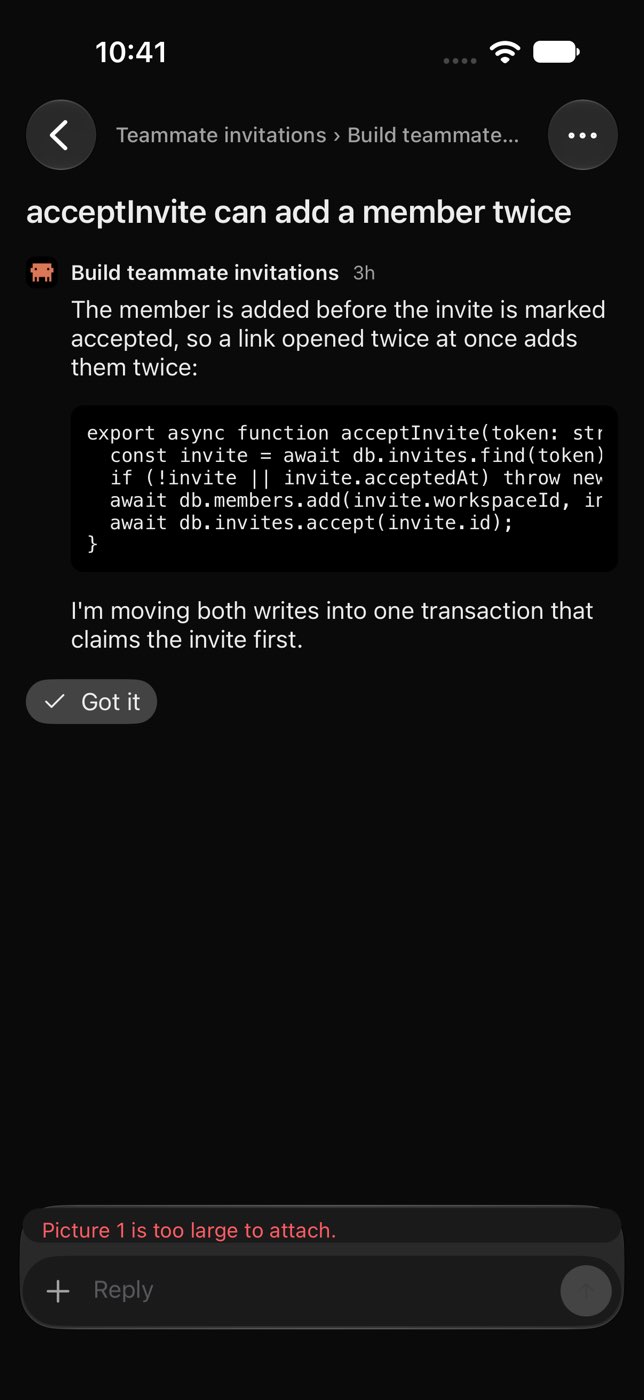 10:41
Teammate invitations › Build teammate...
acceptInvite can add a member twice
Build teammate invitations 3h
The member is added before the invite is marked
accepted, so a link opened twice at once adds
them twice:
export async function acceptInvite(token: str
const invite = await db.invites.find(token)
if (!invite || invite.acceptedAt) throw new
await db.members.add(invite.workspaceId, in
await db.invites.accept(invite.id);
}
I'm moving both writes into one transaction that
claims the invite first.
Got it
Picture 1 is too large to attach.
Reply